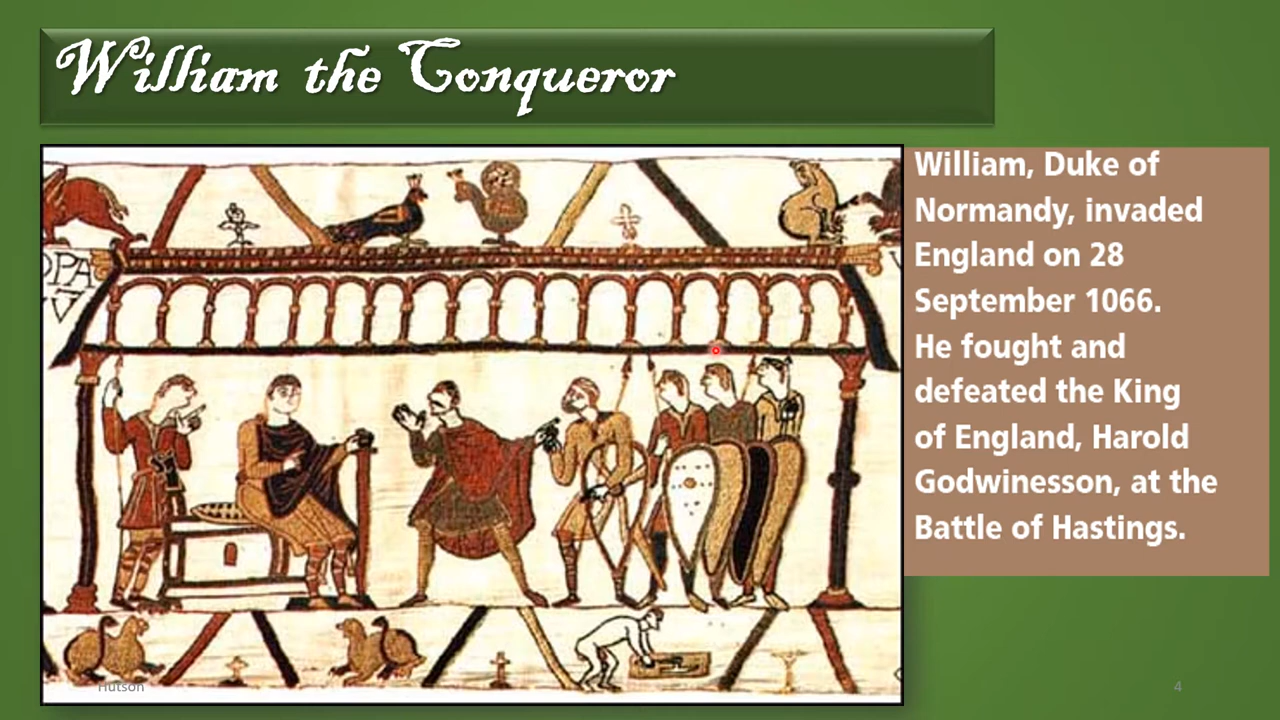 William the Conqueror
William, Duke of
Normandy, invaded
England on 28
September 1066.
He fought and
defeated the King
of England, Harold
Godwinesson, at the
Battle of Hastings.
PA
V
Hutson
4